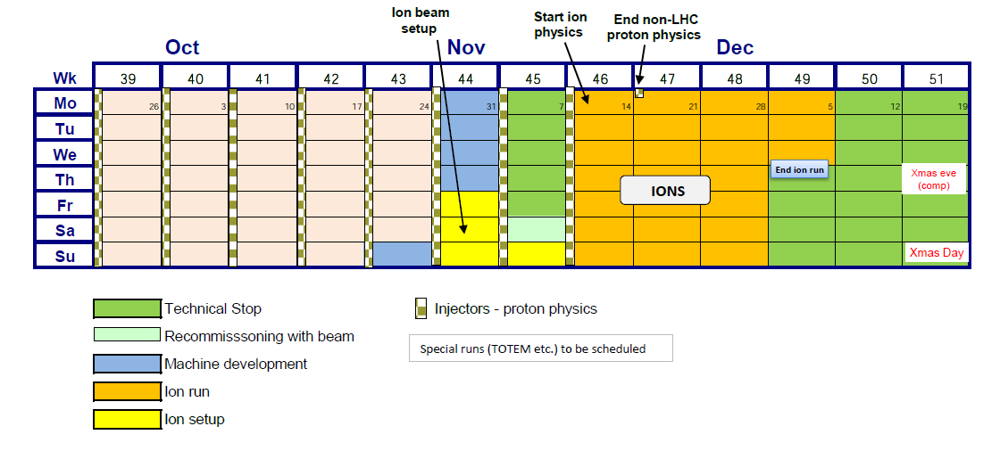 Ion beam
setup
Start ion
physics
End non-LHC
proton physics
Oct
Nov
Dec
Wk 39 40 41 42 43 44 45 46 47 48 49 50 51
Mo 26 3 10 17 24 31 7 14 21 28 5 12 19
Tu
We
End ion run
Th
Xmas eve
(comp)
IONS
Fr
Sa
Su
Xmas Day
Technical Stop
Injectors - proton physics
Recommisssoning with beam
Special runs (TOTEM etc.) to be scheduled
Machine development
Ion run
Ion setup